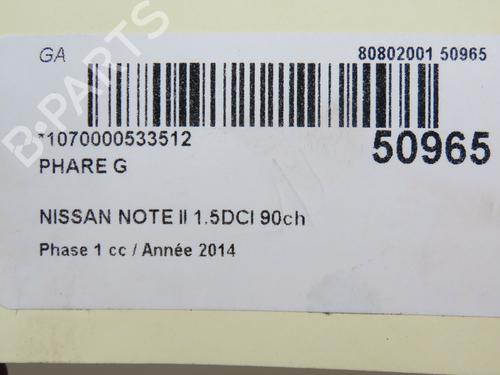 GA
80802001 50965
*1070000533512
50965
PHARE G
NISSAN NOTE II 1.5DCI 90ch
Phase 1 cc / Année 2014
B-PARTS